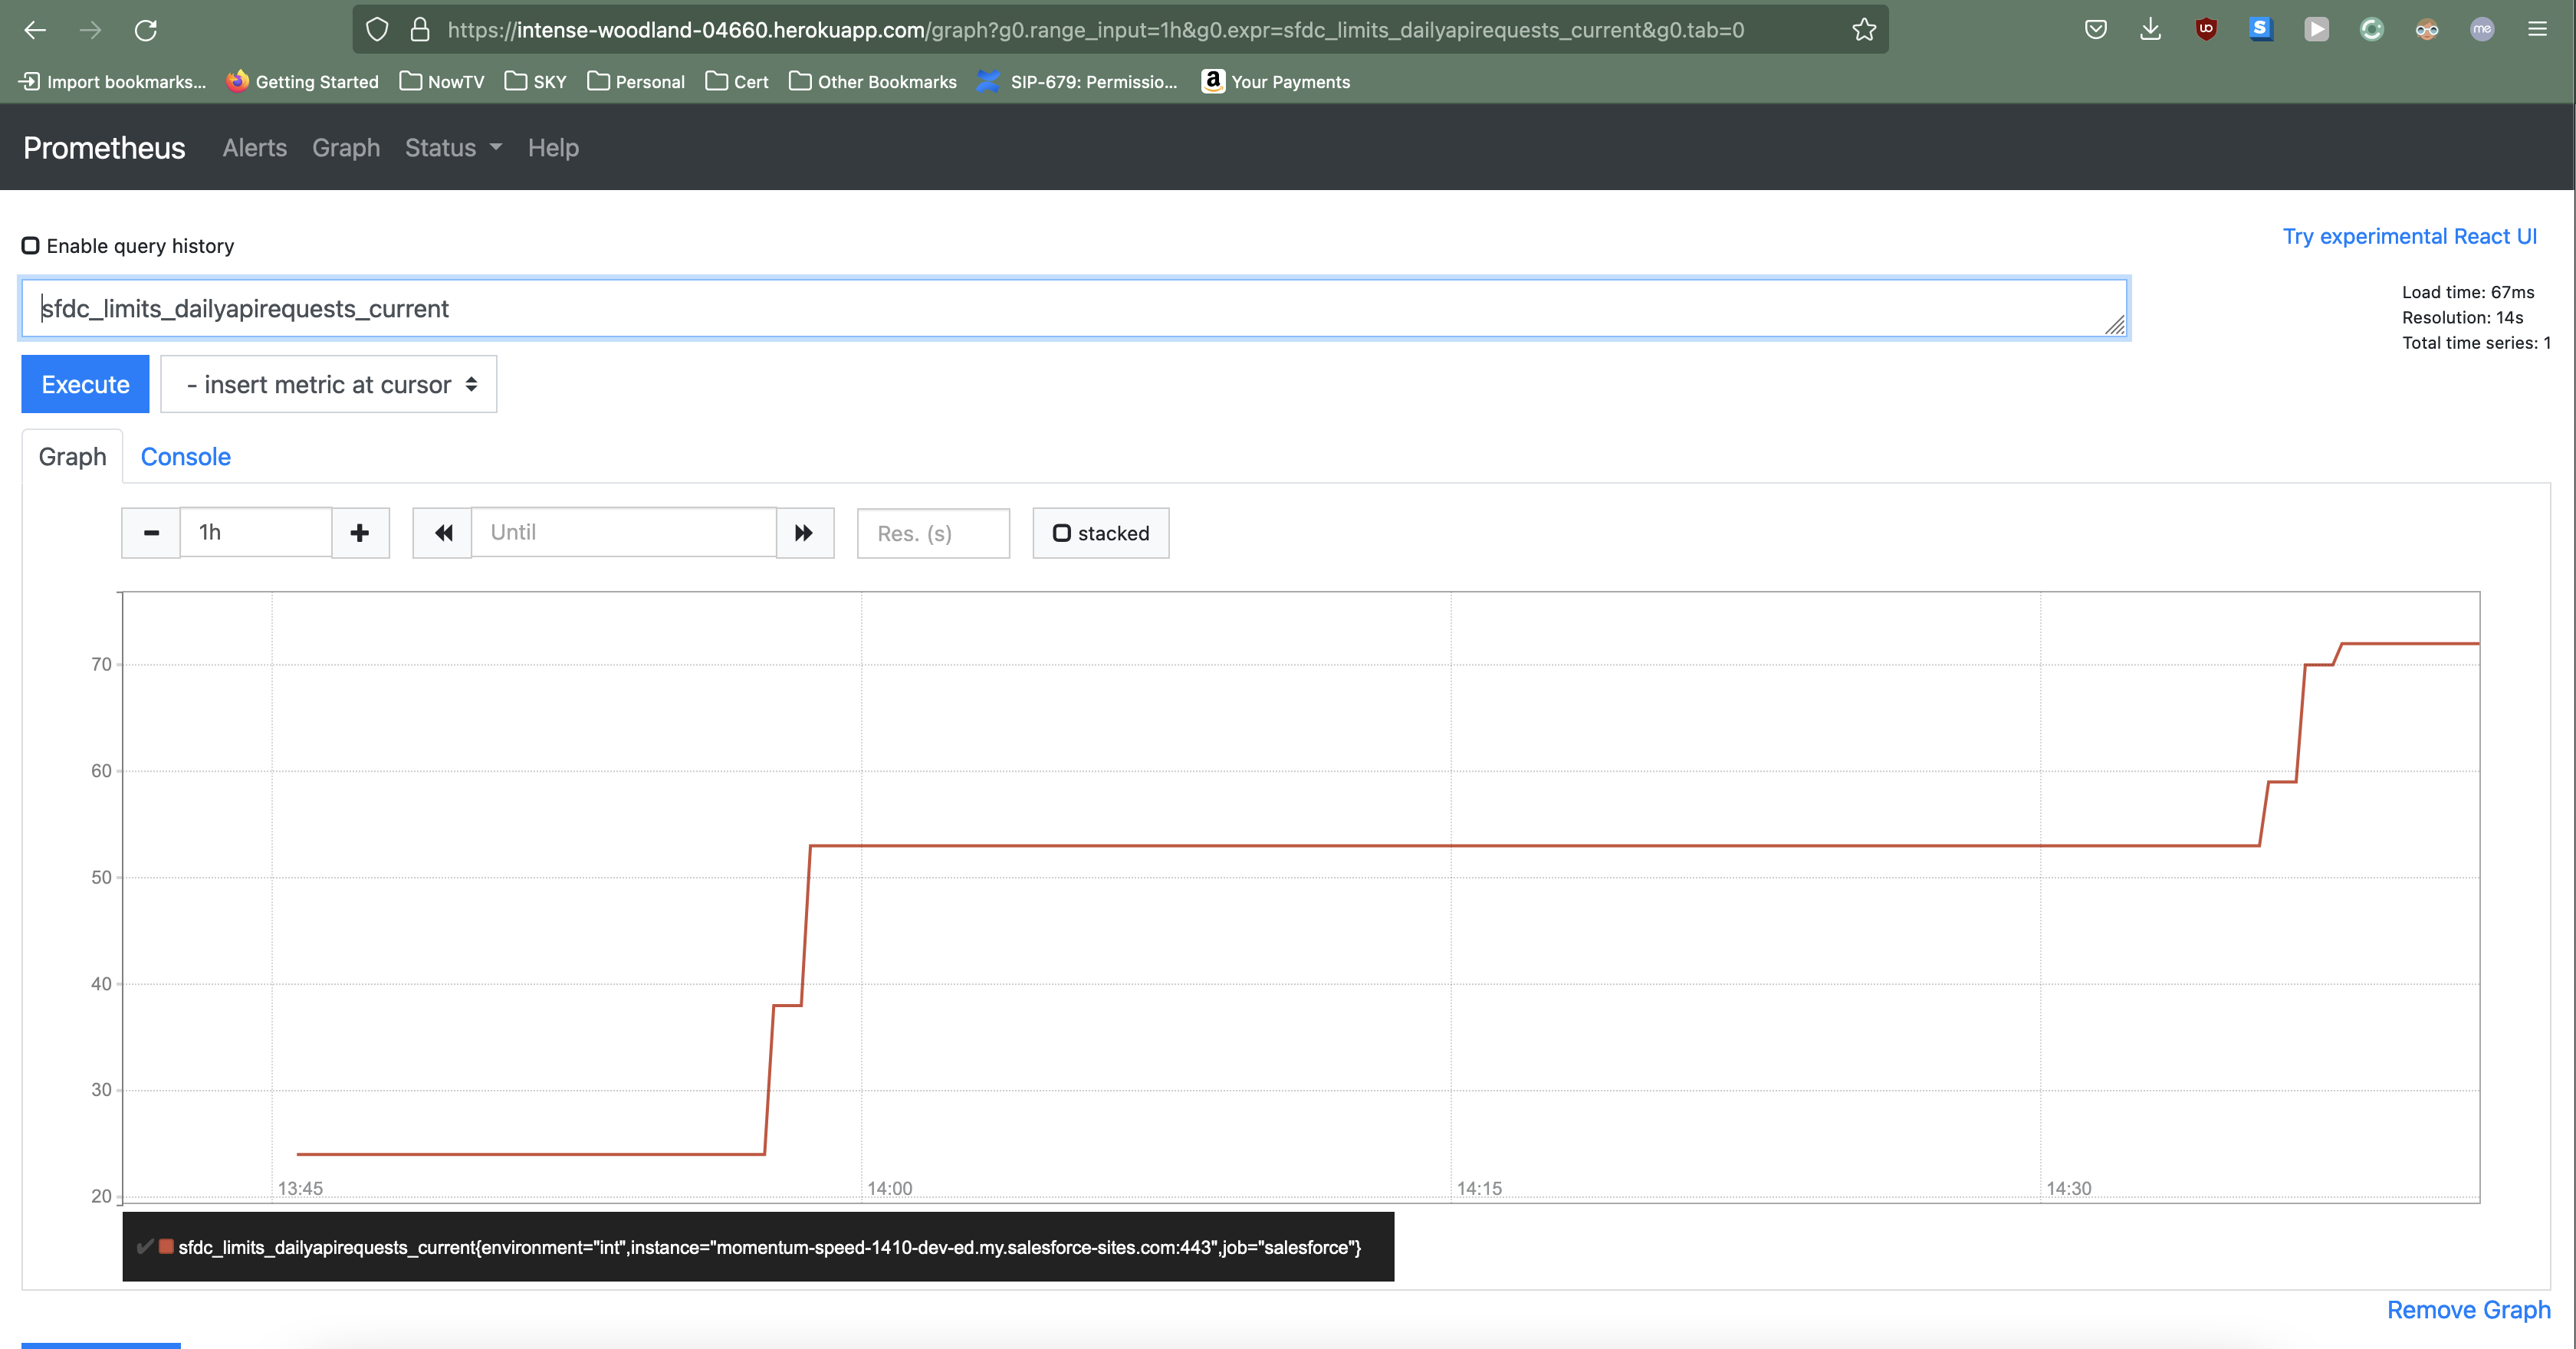 https://intense-woodland-04660.herokuapp.com/graph?g0.range_input=1h&g0.expr=sfdc_limits_dailyapirequests_current&g0.tab=0
S
me
Import bookmarks... Getting Started NowTV SKY Personal Cert Other Bookmarks SIP-679: Permissio... a Your Payments
Prometheus Alerts Graph Status Help
Enable query history
Try experimental React UI
sfdc_limits_dailyapirequests_current
Load time: 67ms
Resolution: 14s
Total time series: 1
Execute - insert metric at cursor
Graph Console
1h Until Res. (s) stacked
70
60
50
40
30
20
13:45 14:00 14:15 14:30
sfdc_limits_dailyapirequests_current{environment="int",instance="momentum-speed-1410-dev-ed.my.salesforce-sites.com:443",job="salesforce"}
Remove Graph